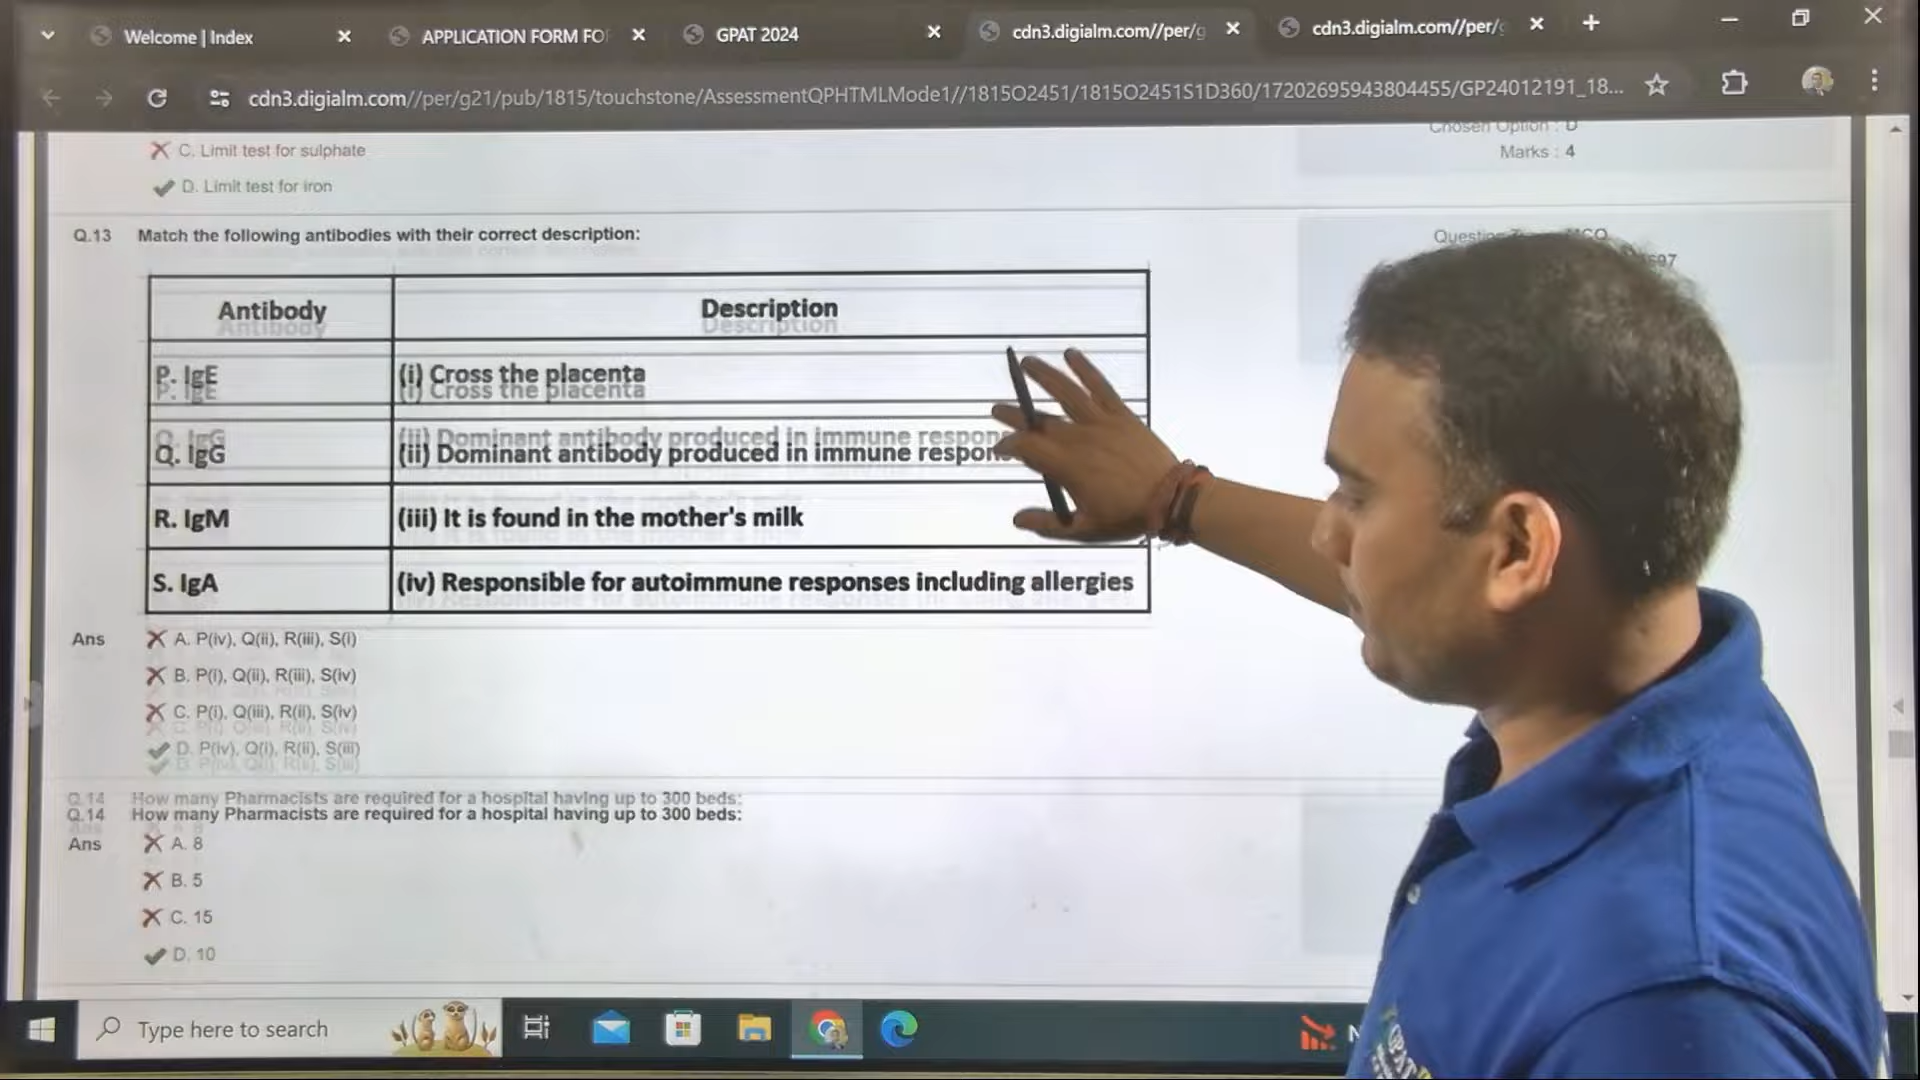 Welcome | Index
APPLICATION FORM FO
GPAT 2024
cdn3.digialm.com//per/g
cdn3.digialm.com//per/g
cdn3.digialm.com//per/g21/pub/1815/touchstone/AssessmentQPHTMLMode1//1815O2451/1815O2451S1D360/17202695943804455/GP24012191_18...
C. Limit test for sulphate
Chosen Option : D
Marks : 4
D. Limit test for iron
Q.13 Match the following antibodies with their correct description:
Antibody Description
P. IgE (i) Cross the placenta
Q. IgG (ii) Dominant antibody produced in immune respon
R. IgM (iii) It is found in the mother's milk
S. IgA (iv) Responsible for autoimmune responses including allergies
Ans A. P(iv), Q(ii), R(iii), S(i)
B. P(i), Q(ii), R(iii), S(iv)
C. P(i), Q(iii), R(ii), S(iv)
D. P(iv), Q(i), R(ii), S(iii)
Q.14 How many Pharmacists are required for a hospital having up to 300 beds:
Ans A. 8
B. 5
C. 15
D. 10
Type here to search